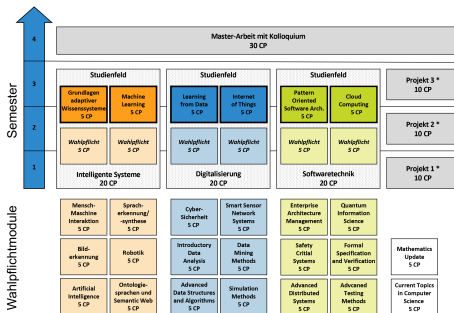 Semester
4
3
2
1
Master-Arbeit mit Kolloquium
30 CP
Studienfeld
Grundlagen
adaptiver
Wissenssysteme
5 CP
Machine
Learning
5 CP
Wahlpflicht
5 CP
Wahlpflicht
5 CP
Intelligente Systeme
20 CP
Studienfeld
Learning
from Data
5 CP
Internet
of Things
5 CP
Wahlpflicht
5 CP
Wahlpflicht
5 CP
Digitalisierung
20 CP
Studienfeld
Pattern
Oriented
Software Arch.
5 CP
Cloud
Computing
5 CP
Wahlpflicht
5 CP
Wahlpflicht
5 CP
Softwaretechnik
20 CP
Projekt 3 *
10 CP
Projekt 2 *
10 CP
Projekt 1 *
10 CP
Wahlpflichtmodule
Mensch-
Maschine
Interaktion
5 CP
Sprach-
erkennung/
-synthese
5 CP
Cyber-
Sicherheit
5 CP
Smart Sensor
Network
Systems
5 CP
Enterprise
Architecture
Management
5 CP
Quantum
Information
Science
5 CP
Bild-
erkennung
5 CP
Robotik
5 CP
Introductory
Data
Analysis
5 CP
Data
Mining
Methods
5 CP
Safety
Critial
Systems
5 CP
Formal
Specification
and Verification
5 CP
Mathematics
Update
5 CP
Artificial
Intelligence
5 CP
Ontologie-
sprachen und
Semantic Web
5 CP
Advanced
Data Structures
and Algorithms
5 CP
Simulation
Methods
5 CP
Advanced
Distributed
Systems
5 CP
Advcanced
Testing
Methods
5 CP
Current Topics
in Computer
Science
5 CP